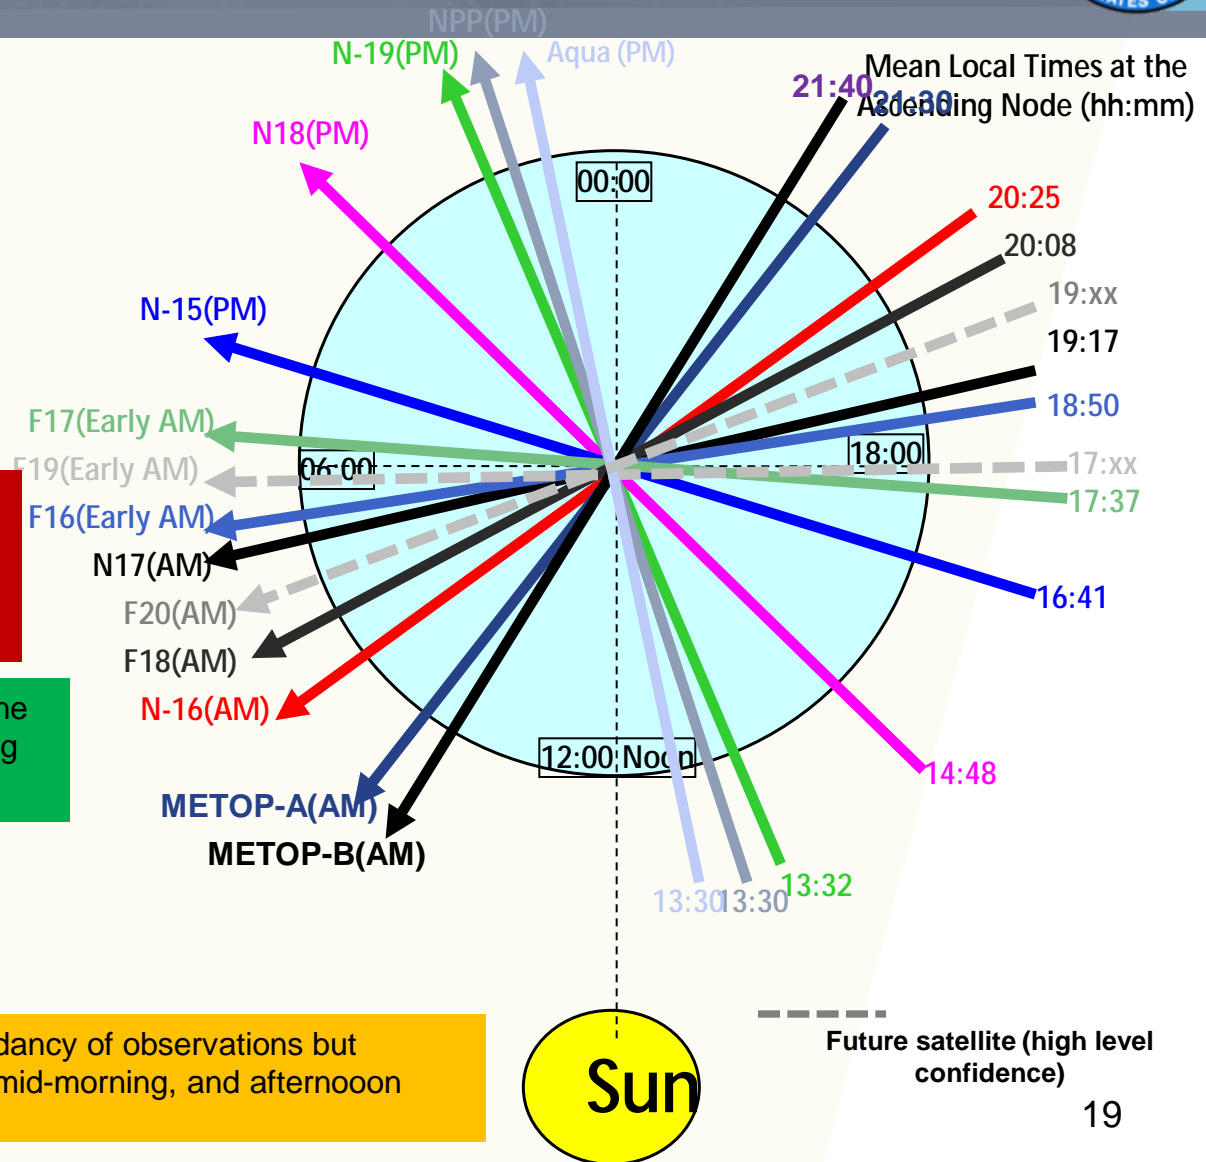 NPP(PM)
N-19(PM)
Aqua (PM)
Mean Local Times at the
Ascending Node (hh:mm)
21:40
21:30
N18(PM)
00:00
20:25
20:08
19:xx
N-15(PM)
19:17
18:50
F17(Early AM)
F19(Early AM)
06:00
18:00
17:xx
17:37
F16(Early AM)
N17(AM)
F20(AM)
16:41
F18(AM)
N-16(AM)
12:00 Noon
14:48
METOP-A(AM)
METOP-B(AM)
13:30
13:30
13:32
mid-morning, and afternooon
of observations but
Sun
Future satellite (high level
confidence)
19